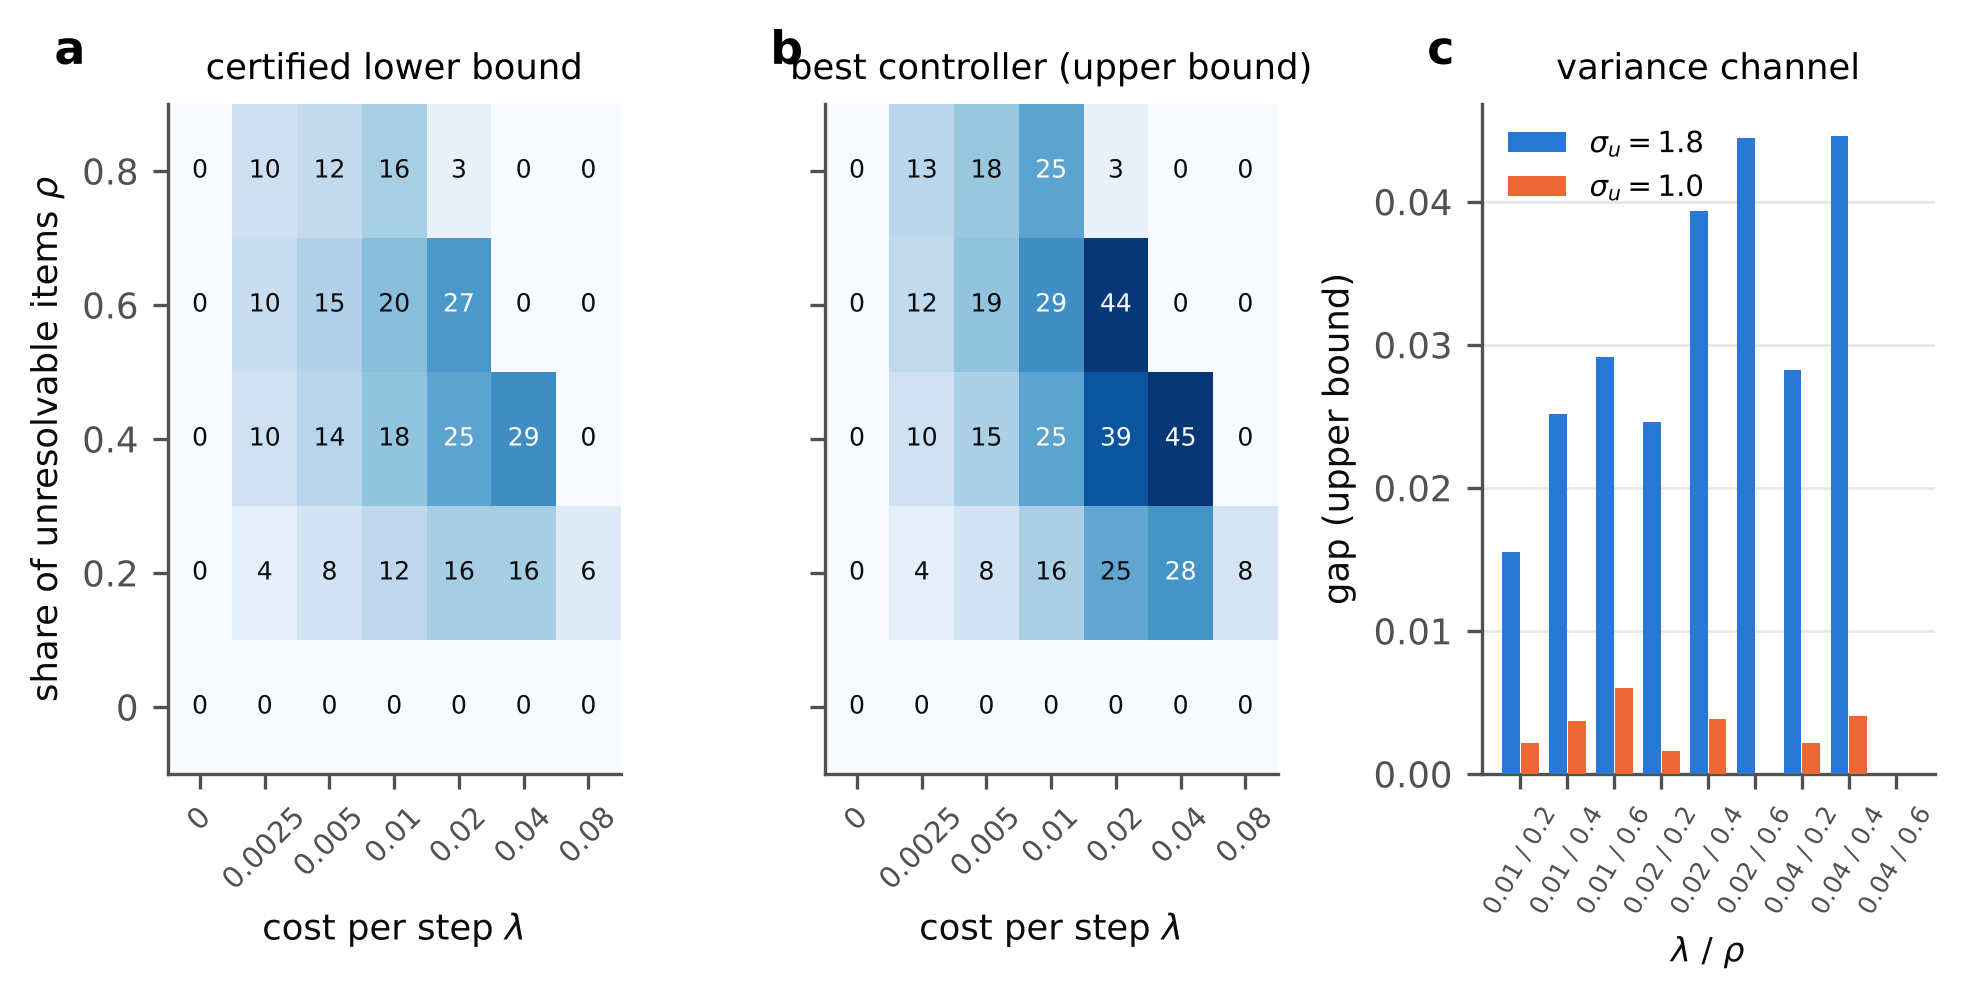 a
certified lower bound
share of unresolvable items ρ
0.8
0 10 12 16 3 0 0
0.6
0 10 15 20 27 0 0
0.4
0 10 14 18 25 29 0
0.2
0 4 8 12 16 16 6
0
0 0 0 0 0 0 0
0 0.0025 0.005 0.01 0.02 0.04 0.08
cost per step λ
b
best controller (upper bound)
0 13 18 25 3 0 0
0 12 19 29 44 0 0
0 10 15 25 39 45 0
0 4 8 16 25 28 8
0 0 0 0 0 0 0
0 0.0025 0.005 0.01 0.02 0.04 0.08
cost per step λ
c
variance channel
σu = 1.8
σu = 1.0
gap (upper bound)
0.04
0.03
0.02
0.01
0.00
0.01 / 0.2
0.01 / 0.4
0.01 / 0.6
0.02 / 0.2
0.02 / 0.4
0.02 / 0.6
0.04 / 0.2
0.04 / 0.4
0.04 / 0.6
λ / ρ